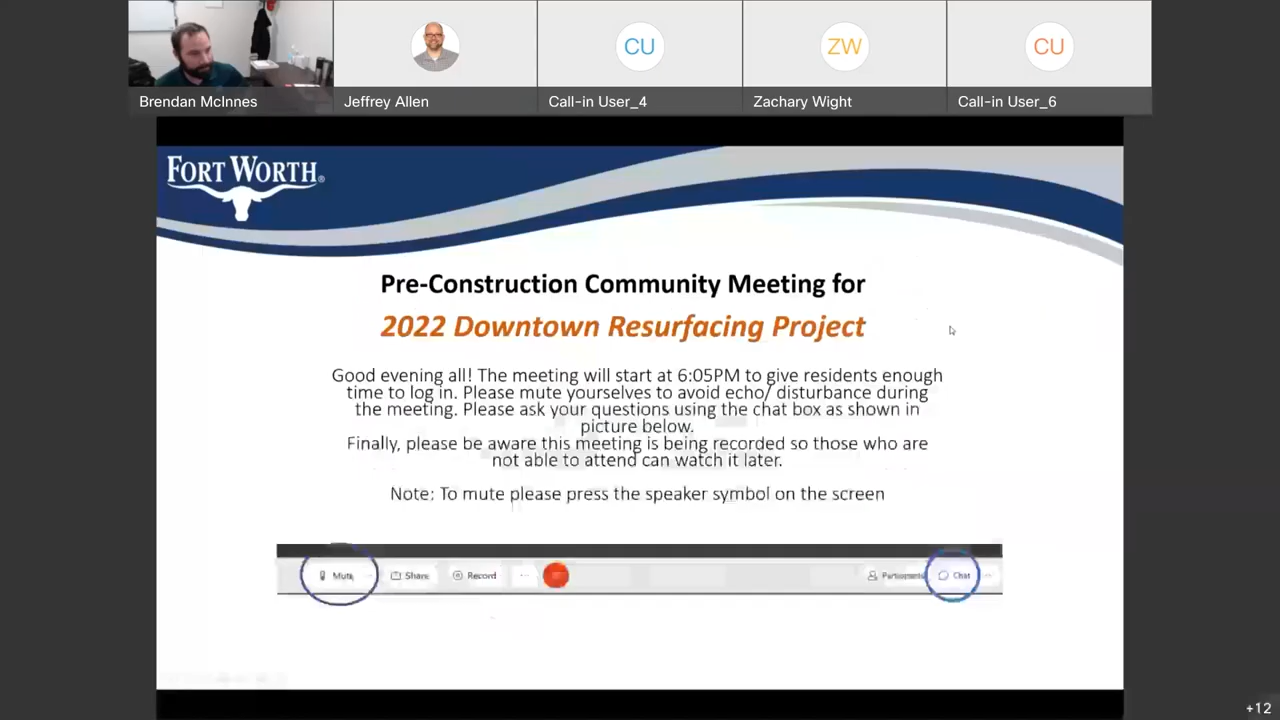 CU
ZW
CU
Brendan McInnes
Jeffrey Allen
Call-in User_4
Zachary Wight
Call-in User_6
FORT WORTH®
Pre-Construction Community Meeting for
2022 Downtown Resurfacing Project
Good evening all! The meeting will start at 6:05PM to give residents enough
time to log in. Please mute yourselves to avoid echo/ disturbance during
the meeting. Please ask your questions using the chat box as shown in
picture below.
Finally, please be aware this meeting is being recorded so those who are
not able to attend can watch it later.
Note: To mute please press the speaker symbol on the screen
Mute
Share
Record
...
Participants
Chat
...
+12